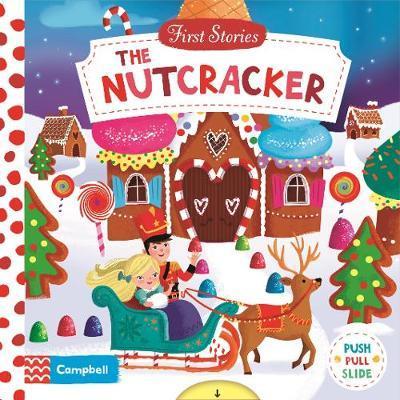 First Stories
THE
NUTCRACKER
PUSH
PULL
SLIDE
Campbell